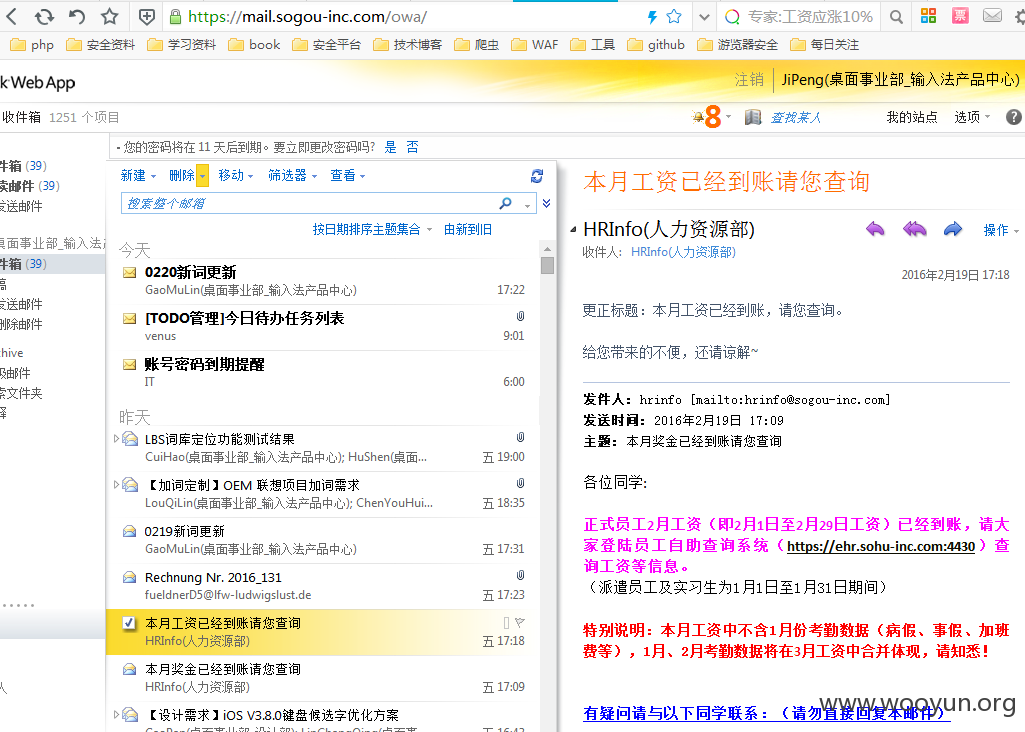 https://mail.sogou-inc.com/owa/
专家:工资应涨10%
票
php 安全资料 学习资料 book 安全平台 技术博客 爬虫 WAF 工具 github 游览器安全 每日关注
k Web App
注销 JiPeng(桌面事业部_输入法产品中心)
收件箱 1251 个项目
8 查找某人 我的站点 选项
- 您的密码将在 11 天后到期。要立即更改密码吗? 是 否
件箱 (39)
读邮件 (39)
发送邮件
桌面事业部_输入法产
件箱 (39)
稿
发送邮件
删除邮件
chive
圾邮件
索文件夹
新建 删除 移动 筛选器 查看
搜索整个邮箱
按日期排序主题集合 由新到旧
今天
0220新词更新
GaoMuLin(桌面事业部_输入法产品中心) 17:22
[TODO管理]今日待办任务列表
venus 9:01
账号密码到期提醒
IT 6:00
昨天
LBS词库定位功能测试结果
CuiHao(桌面事业部_输入法产品中心); HuShen(桌面... 五 19:00
【加词定制】OEM 联想项目加词需求
LouQiLin(桌面事业部_输入法产品中心); ChenYouHui... 五 18:35
0219新词更新
GaoMuLin(桌面事业部_输入法产品中心) 五 17:31
Rechnung Nr. 2016_131
fueldnerD5@lfw-ludwigslust.de 五 17:23
本月工资已经到账请您查询
HRInfo(人力资源部) 五 17:18
本月奖金已经到账请您查询
HRInfo(人力资源部) 五 17:09
【设计需求】iOS V3.8.0键盘候选字优化方案
本月工资已经到账请您查询
HRInfo(人力资源部)
操作
收件人: HRInfo(人力资源部)
2016年2月19日 17:18
更正标题：本月工资已经到账，请您查询。
给您带来的不便，还请谅解~
发件人: hrinfo [mailto:hrinfo@sogou-inc.com]
发送时间: 2016年2月19日 17:09
主题: 本月奖金已经到账请您查询
各位同学:
正式员工2月工资（即2月1日至2月29日工资）已经到账，请大
家登陆员工自助查询系统（https://ehr.sohu-inc.com:4430）查
询工资等信息。
（派遣员工及实习生为1月1日至1月31日期间）
特别说明：本月工资中不含1月份考勤数据（病假、事假、加班
费等），1月、2月考勤数据将在3月工资中合并体现，请知悉！
有疑问请与以下同学联系：（请勿直接回复本邮件）
www.wooyun.org